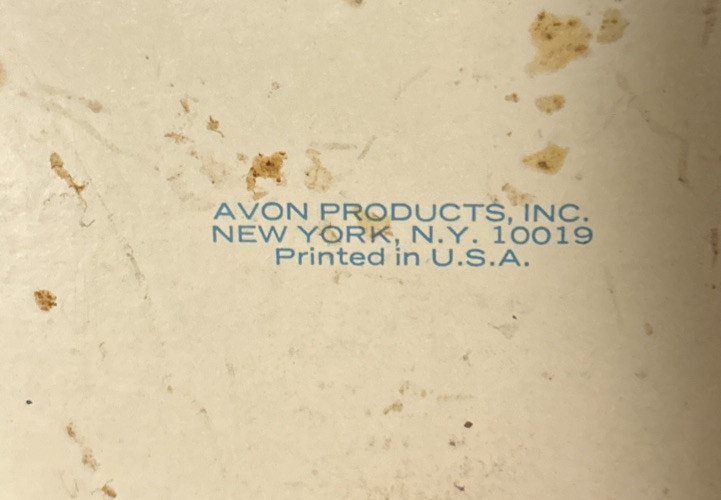 AVON PRODUCTS, INC.
NEW YORK, N.Y. 10019
Printed in U.S.A.